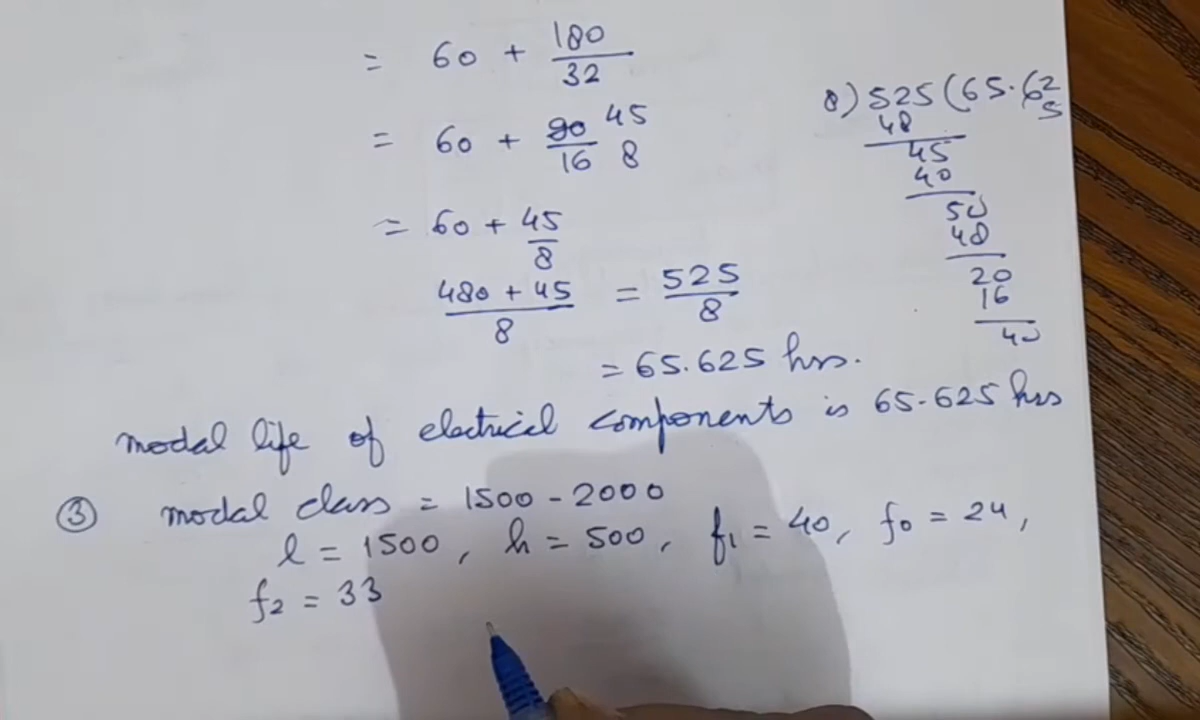 = 60 + 180/32
= 60 + 90/16 45/8
= 60 + 45/8
480 + 45/8 = 525/8
= 65.625 hrs.
8)525(65.625
48
45
40
50
48
20
16
40
modal life of electrical components is 65.625 hrs
③ modal class = 1500 - 2000
l = 1500, h = 500, f1 = 40, f0 = 24,
f2 = 33